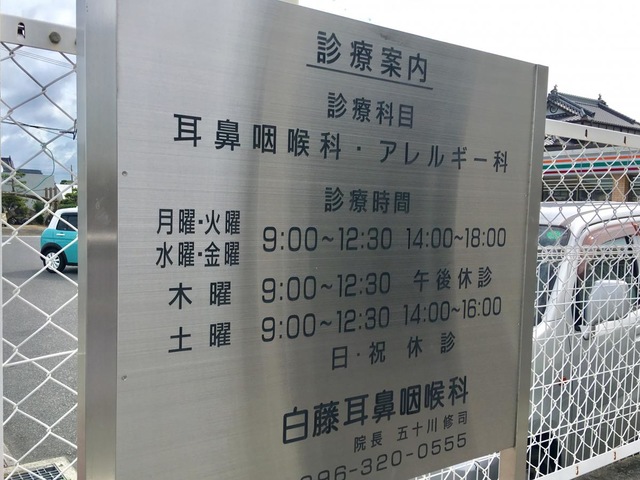 診療案内
診療科目
耳鼻咽喉科・アレルギー科
診療時間
月曜・火曜
水曜・金曜 9:00~12:30 14:00~18:00
木曜 9:00~12:30 午後休診
土曜 9:00~12:30 14:00~16:00
日・祝 休診
白藤耳鼻咽喉科
院長 五十川修司
096-320-0555